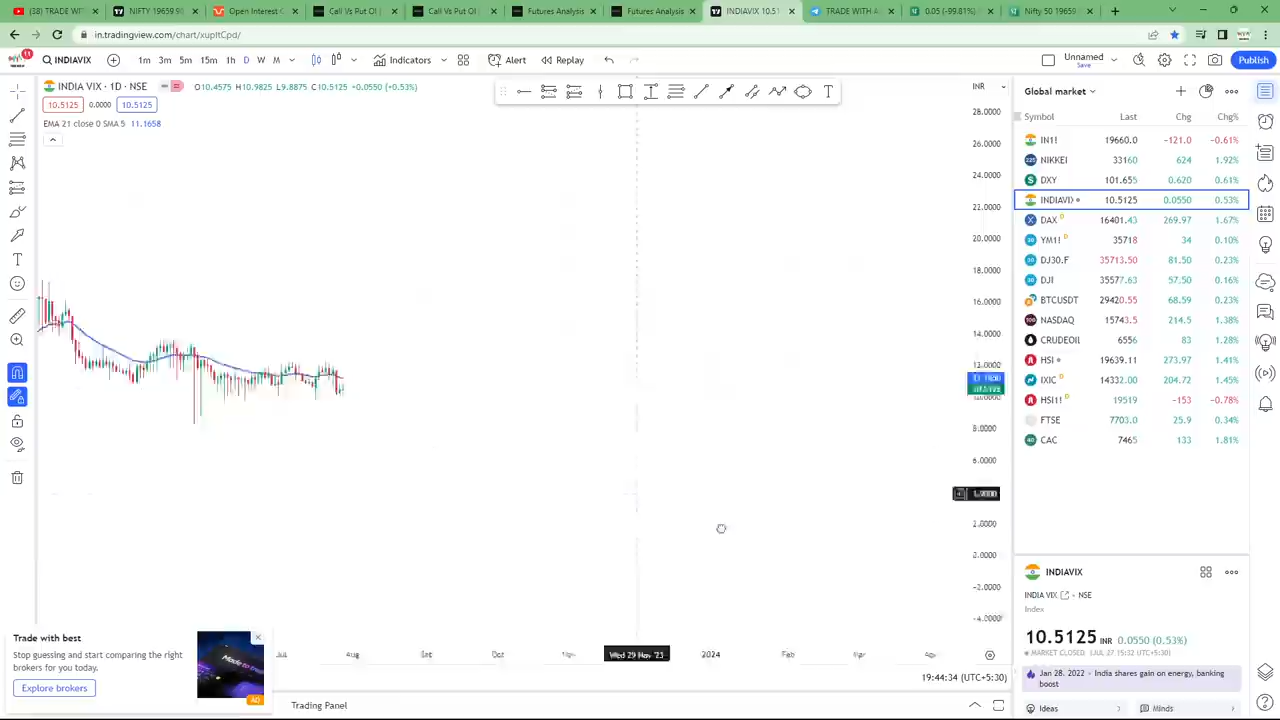 (38) TRADE WIT
NIFTY 19659.90
Open Interest C
Call Vs Put OI |
Call Vs Put OI |
Futures Analysis
Futures Analysis
INDIAVIX 10.51
TRADE WITH A
0.05 (-99.81%)
Nifty 50 19659
in.tradingview.com/chart/xupItCpd/
11
INDIAVIX
1m 3m 5m 15m 1h D W M
Indicators
Alert
Replay
Unnamed
Save
Publish
INDIA VIX · 1D · NSE
O10.4575 H10.9825 L9.8875 C10.5125 +0.0550 (+0.53%)
10.5125 0.0000 10.5125
EMA 21 close 0 SMA 5 11.1658
INR
28.0000
26.0000
24.0000
22.0000
20.0000
18.0000
16.0000
14.0000
12.0000
10.0000
8.0000
6.0000
2.0000
0.0000
−2.0000
−4.0000
Jul
Aug
Oct
Wed 29 Nov '23
2024
Feb
Apr
19:44:34 (UTC+5:30)
Trade with best
Stop guessing and start comparing the right
brokers for you today.
Explore brokers
AD
Trading Panel
Global market
Symbol Last Chg Chg%
IN1! 19660.0 −121.0 −0.61%
NIKKEI 33160 624 1.92%
DXY 101.655 0.620 0.61%
INDIAVIX 10.5125 0.0550 0.53%
DAX D 16401.43 269.97 1.67%
YM1! D 35718 34 0.10%
DJ30.F 35713.50 81.50 0.23%
DJI 35577.63 57.50 0.16%
BTCUSDT 29420.55 68.59 0.23%
NASDAQ 15743.5 214.5 1.38%
CRUDEOIL 6556 83 1.28%
HSI 19639.11 273.97 1.41%
IXIC D 14332.00 204.72 1.45%
HSI1! D 19519 −153 −0.78%
FTSE 7703.0 25.9 0.34%
CAC 7465 133 1.81%
INDIAVIX
INDIA VIX · NSE
Index
10.5125 INR 0.0550 (0.53%)
MARKET CLOSED
Jan 28, 2022 · India shares gain on energy, banking
boost
Ideas
Minds